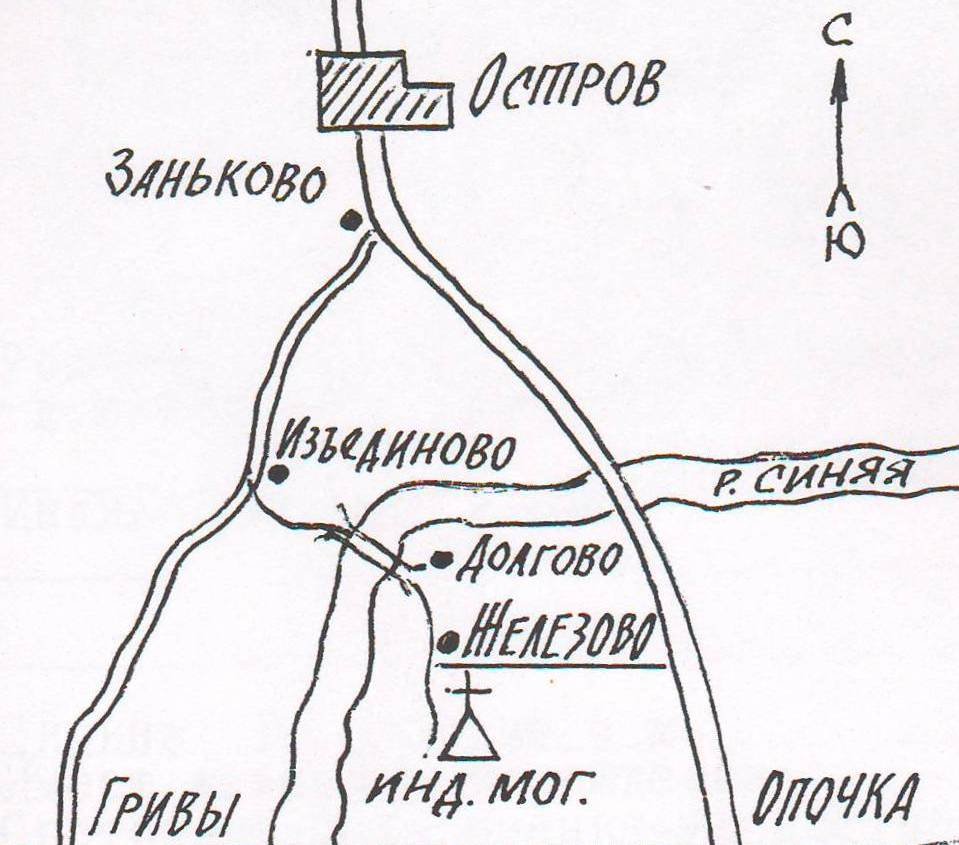 С
ОСТРОВ
ЗАНЬКОВО
Ю
ИЗЪЕДИНОВО
Р. СИНЯЯ
ДОЛГОВО
ЖЕЛЕЗОВО
ИНД. МОГ.
ГРИВЫ
ОПОЧКА